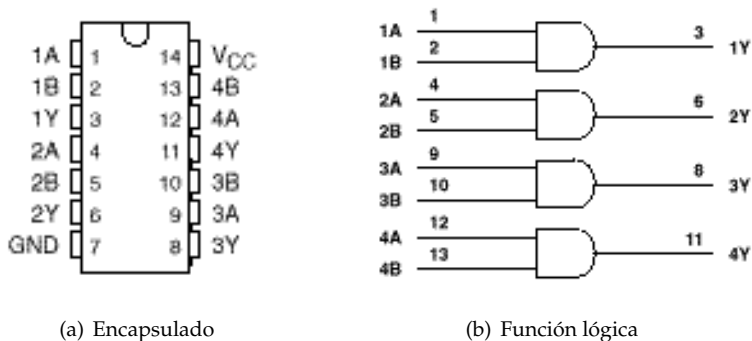 1A 1 14 VCC
1B 2 13 4B
1Y 3 12 4A
2A 4 11 4Y
2B 5 10 3B
2Y 6 9 3A
GND 7 8 3Y
(a) Encapsulado
1A 1 3 1Y
1B 2
2A 4 6 2Y
2B 5
3A 9 8 3Y
3B 10
4A 12 11 4Y
4B 13
(b) Función lógica